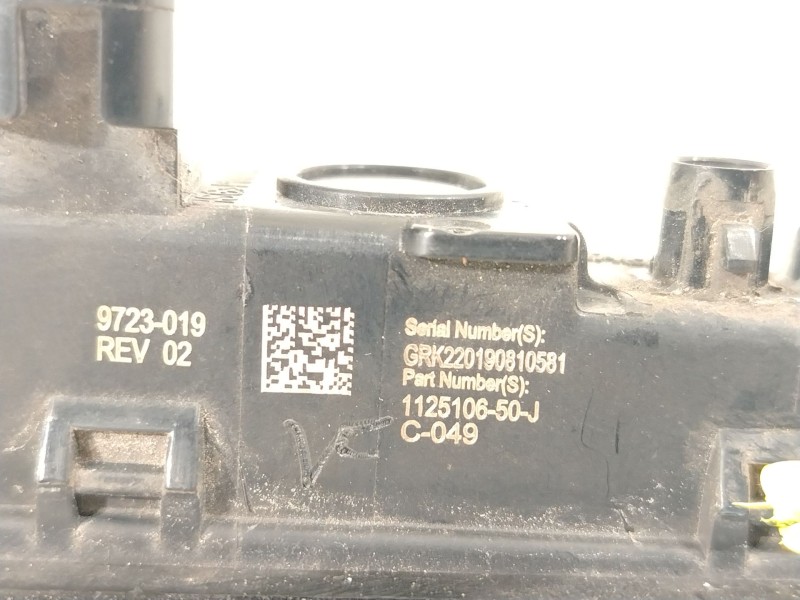 9723-019
REV 02
Serial Number(S):
GRK220190810581
Part Number(S):
1125106-50-J
C-049